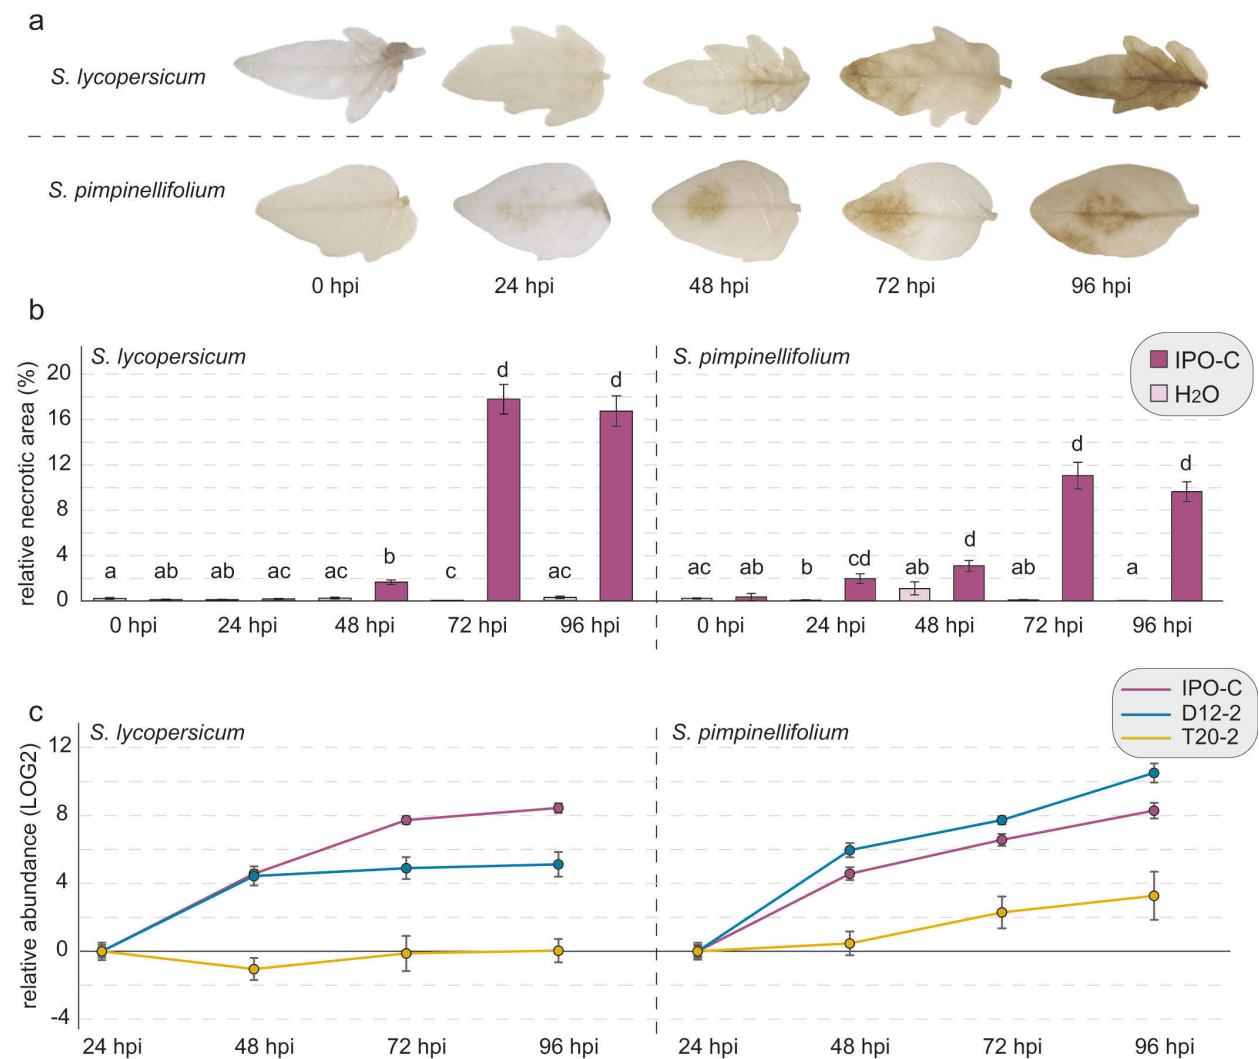 a
S. lycopersicum
S. pimpinellifolium
0 hpi 24 hpi 48 hpi 72 hpi 96 hpi
b
S. lycopersicum S. pimpinellifolium
IPO-C
H2O
relative necrotic area (%)
20
16
12
8
4
0
a ab ab ac ac b c d ac d
ac ab b cd ab d ab d a d
0 hpi 24 hpi 48 hpi 72 hpi 96 hpi 0 hpi 24 hpi 48 hpi 72 hpi 96 hpi
c
S. lycopersicum S. pimpinellifolium
IPO-C
D12-2
T20-2
relative abundance (LOG2)
12
8
4
0
-4
24 hpi 48 hpi 72 hpi 96 hpi 24 hpi 48 hpi 72 hpi 96 hpi